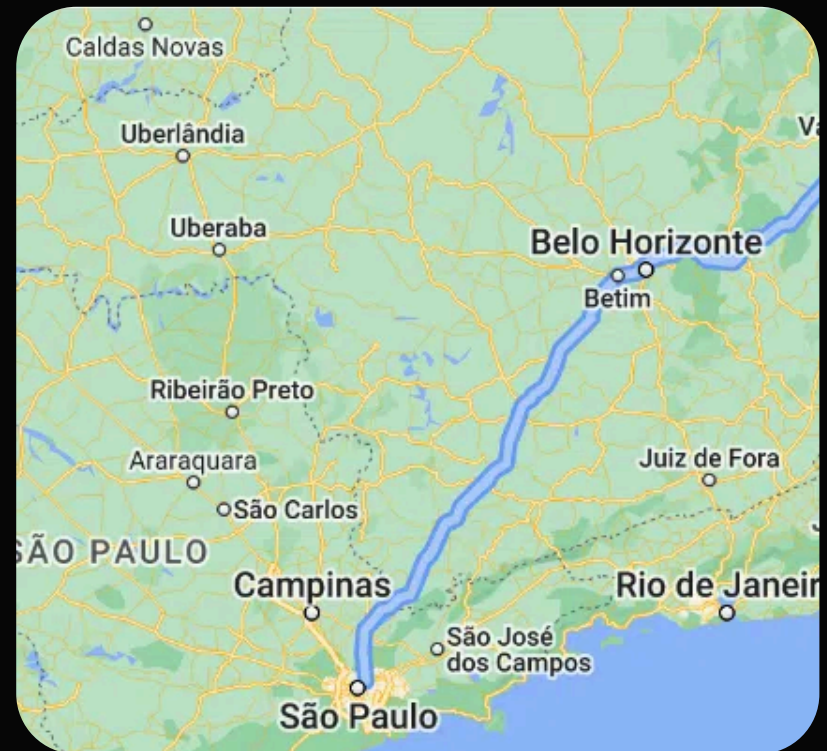 Caldas Novas
Uberlândia
Va
Uberaba
Belo Horizonte
Betim
Ribeirão Preto
Araraquara
Juiz de Fora
São Carlos
SÃO PAULO
Campinas
Rio de Janeir
São José
dos Campos
São Paulo